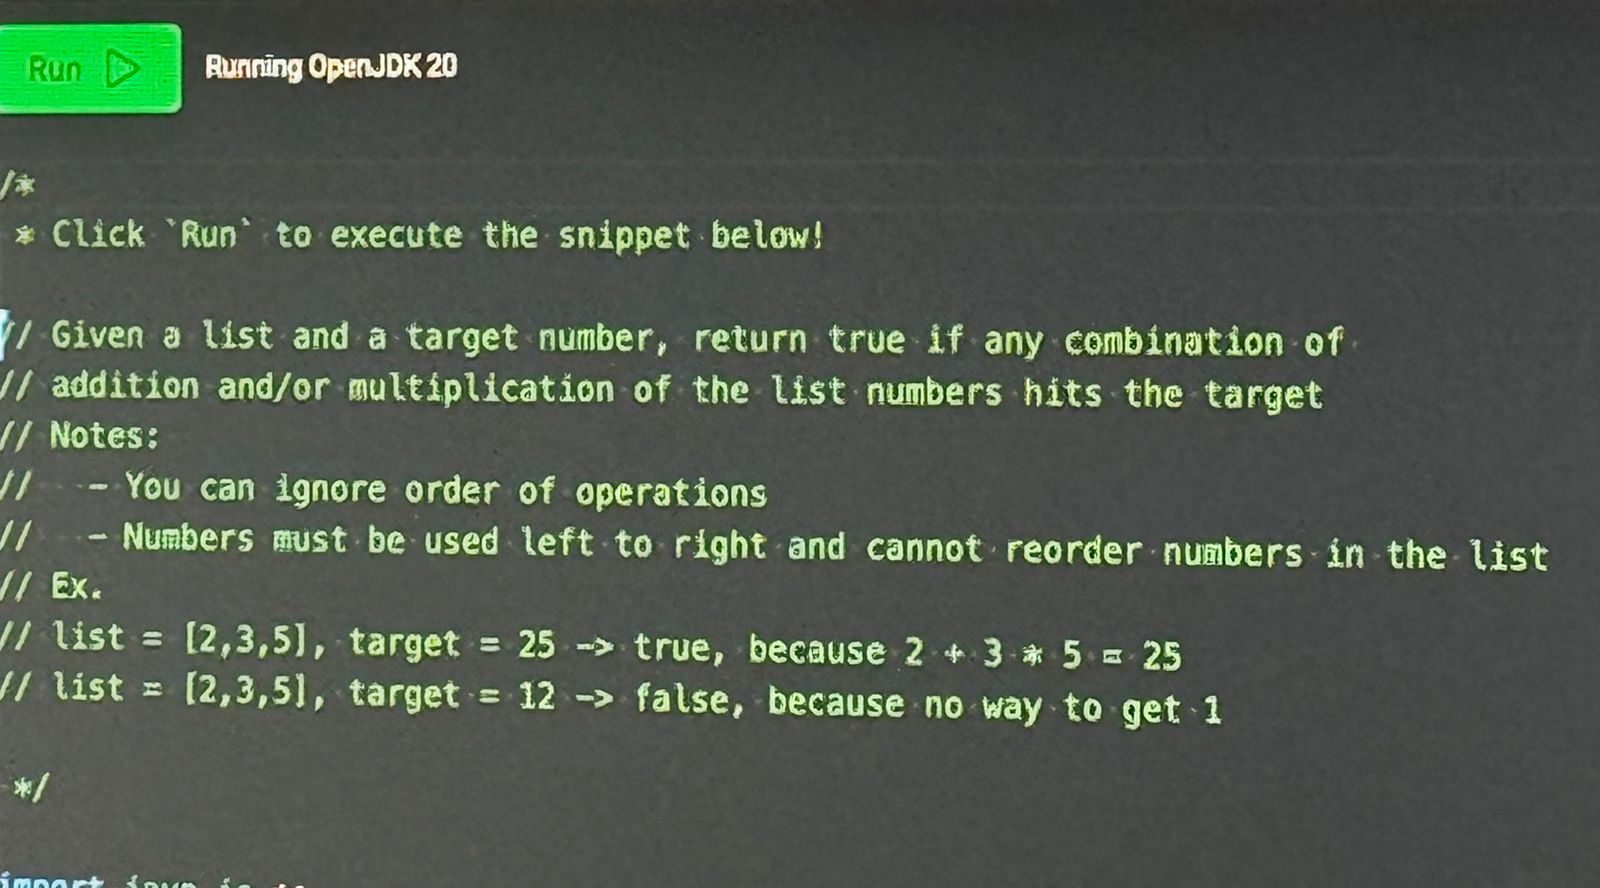 Run
Running OpenJDK 20
/*
* Click `Run` to execute the snippet below!
// Given a list and a target number, return true if any combination of
// addition and/or multiplication of the list numbers hits the target
// Notes:
// - You can ignore order of operations
// - Numbers must be used left to right and cannot reorder numbers in the list
// Ex.
// list = [2,3,5], target = 25 -> true, because 2 + 3 * 5 = 25
// list = [2,3,5], target = 12 -> false, because no way to get 1
*/
import